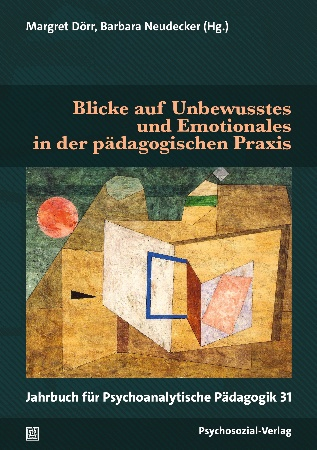 Margret Dörr, Barbara Neudecker (Hg.)
Blicke auf Unbewusstes
und Emotionales
in der pädagogischen Praxis
Jahrbuch für Psychoanalytische Pädagogik 31
Psychosozial-Verlag